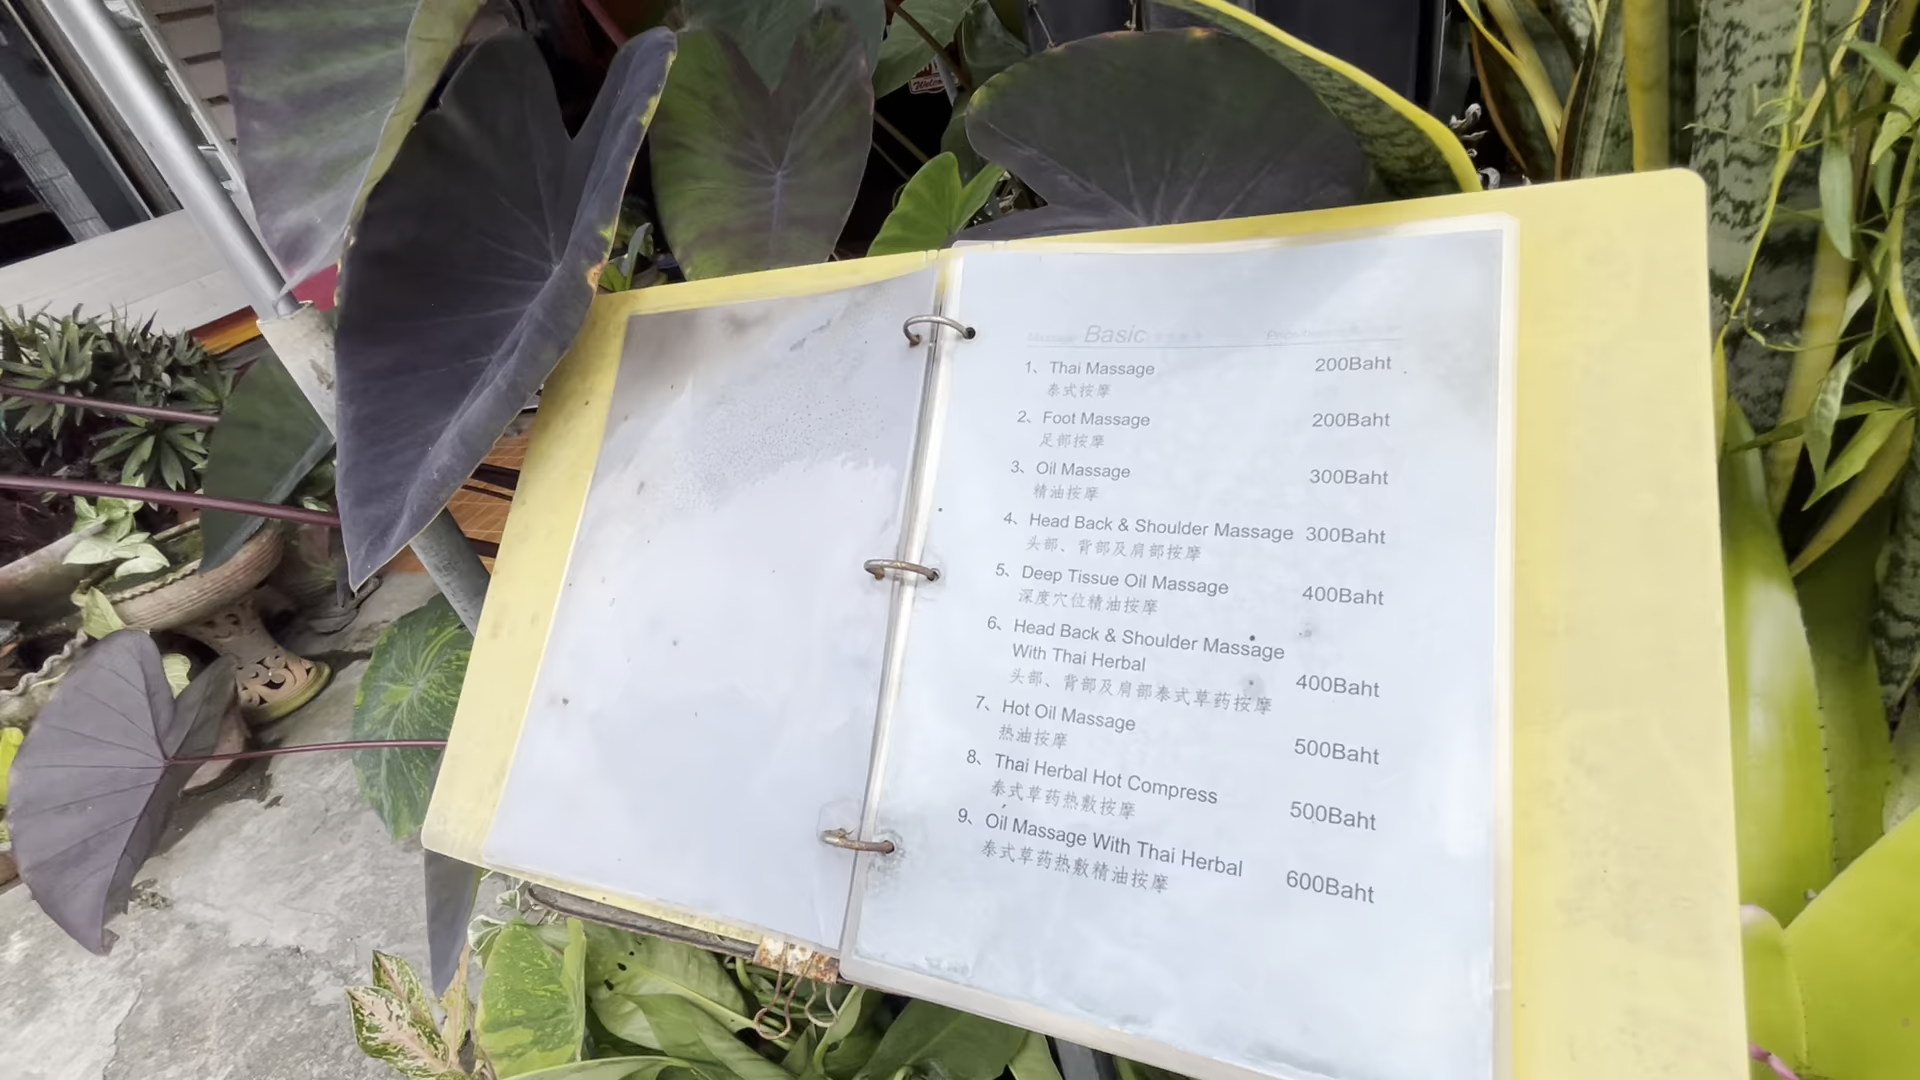 Massage Basic
1、 Thai Massage 200Baht
泰式按摩
2、 Foot Massage 200Baht
足部按摩
3、 Oil Massage 300Baht
精油按摩
4、 Head Back & Shoulder Massage 300Baht
头部、背部及肩部按摩
5、 Deep Tissue Oil Massage 400Baht
深度穴位精油按摩
6、 Head Back & Shoulder Massage
With Thai Herbal 400Baht
头部、背部及肩部泰式草药按摩
7、 Hot Oil Massage 500Baht
热油按摩
8、 Thai Herbal Hot Compress 500Baht
泰式草药热敷按摩
9、 Oil Massage With Thai Herbal 600Baht
泰式草药热敷精油按摩